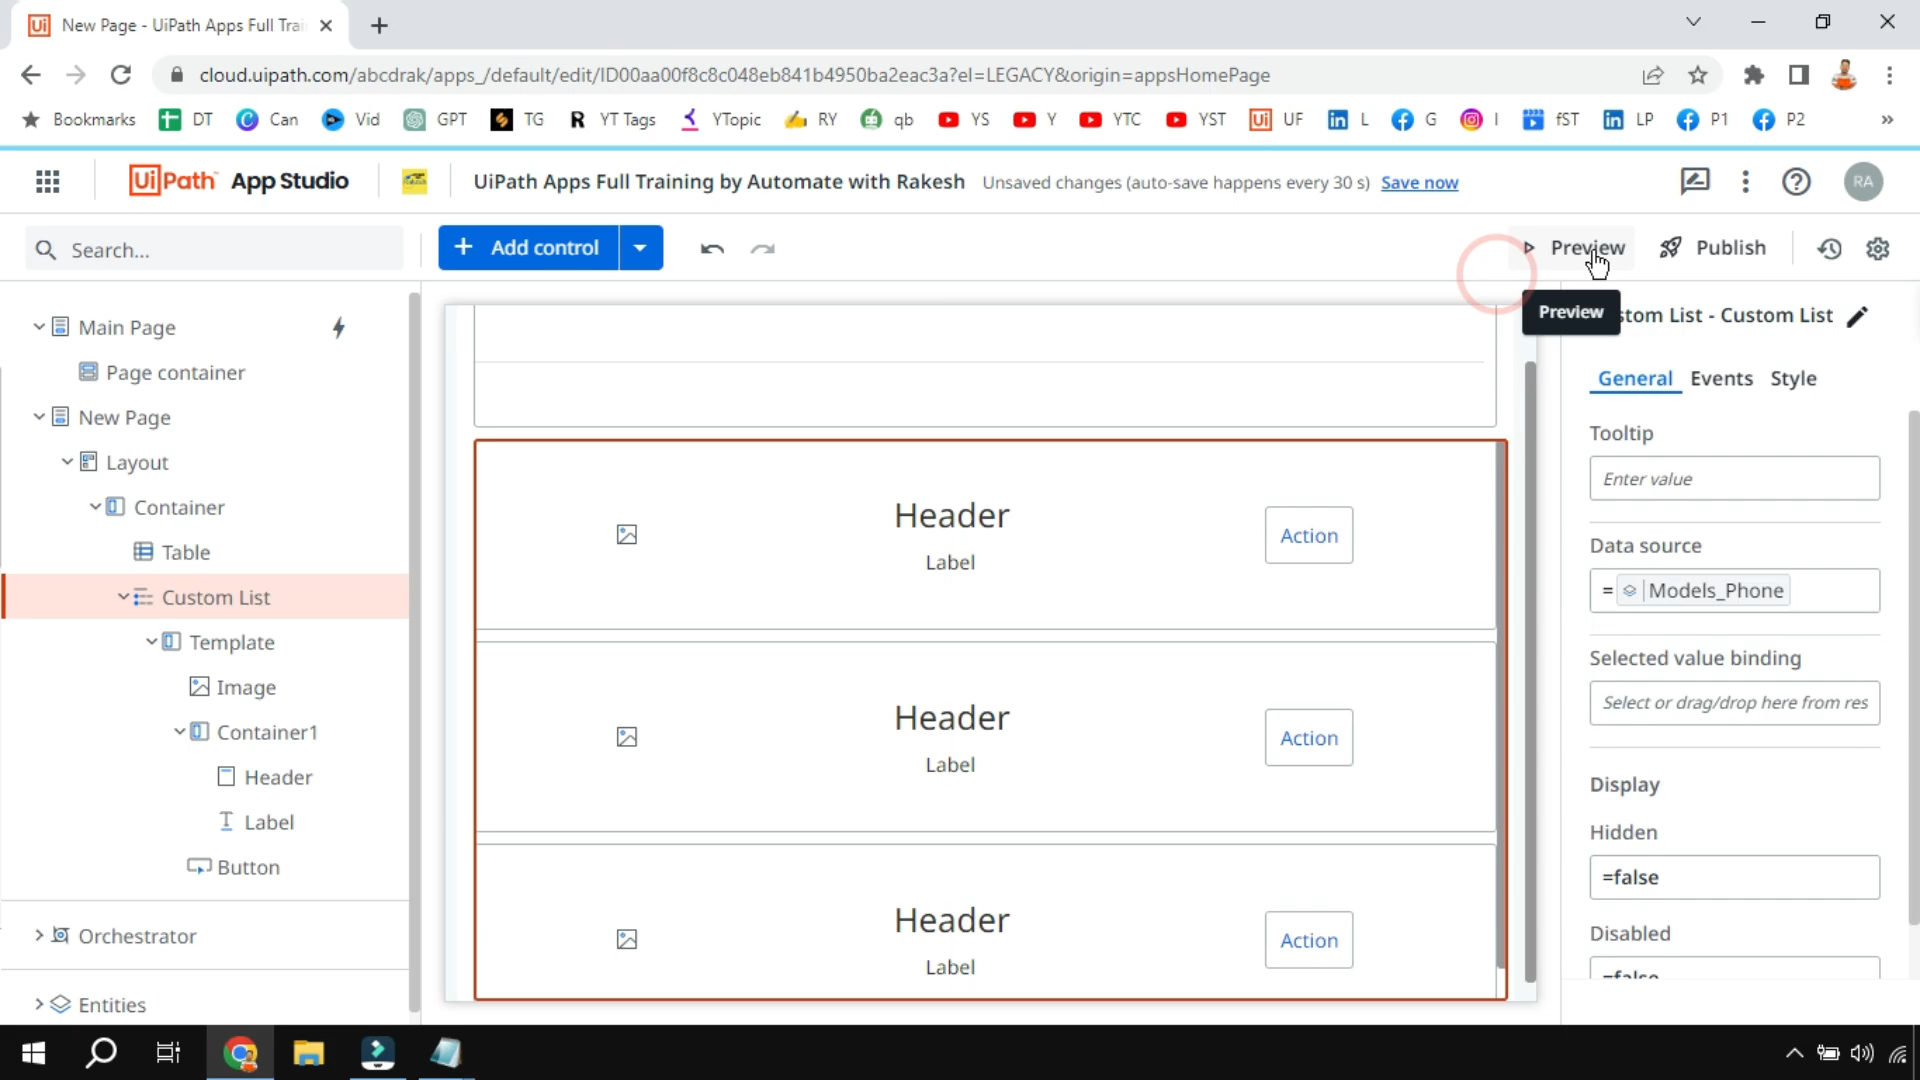 New Page - UiPath Apps Full Trai
cloud.uipath.com/abcdrak/apps_/default/edit/ID00aa00f8c8c048eb841b4950ba2eac3a?el=LEGACY&origin=appsHomePage
Bookmarks DT Can Vid GPT TG YT Tags YTopic RY qb YS Y YTC YST UF L G I fST LP P1 P2 »
UiPath App Studio UiPath Apps Full Training by Automate with Rakesh Unsaved changes (auto-save happens every 30 s) Save now RA
Search... + Add control Preview Publish
Preview
stom List - Custom List
Main Page
Page container
New Page
Layout
Container
Table
Custom List
Template
Image
Container1
Header
Label
Button
Orchestrator
Entities
Header
Label
Action
Header
Label
Action
Header
Label
Action
General Events Style
Tooltip
Enter value
Data source
= Models_Phone
Selected value binding
Select or drag/drop here from res
Display
Hidden
=false
Disabled
=false